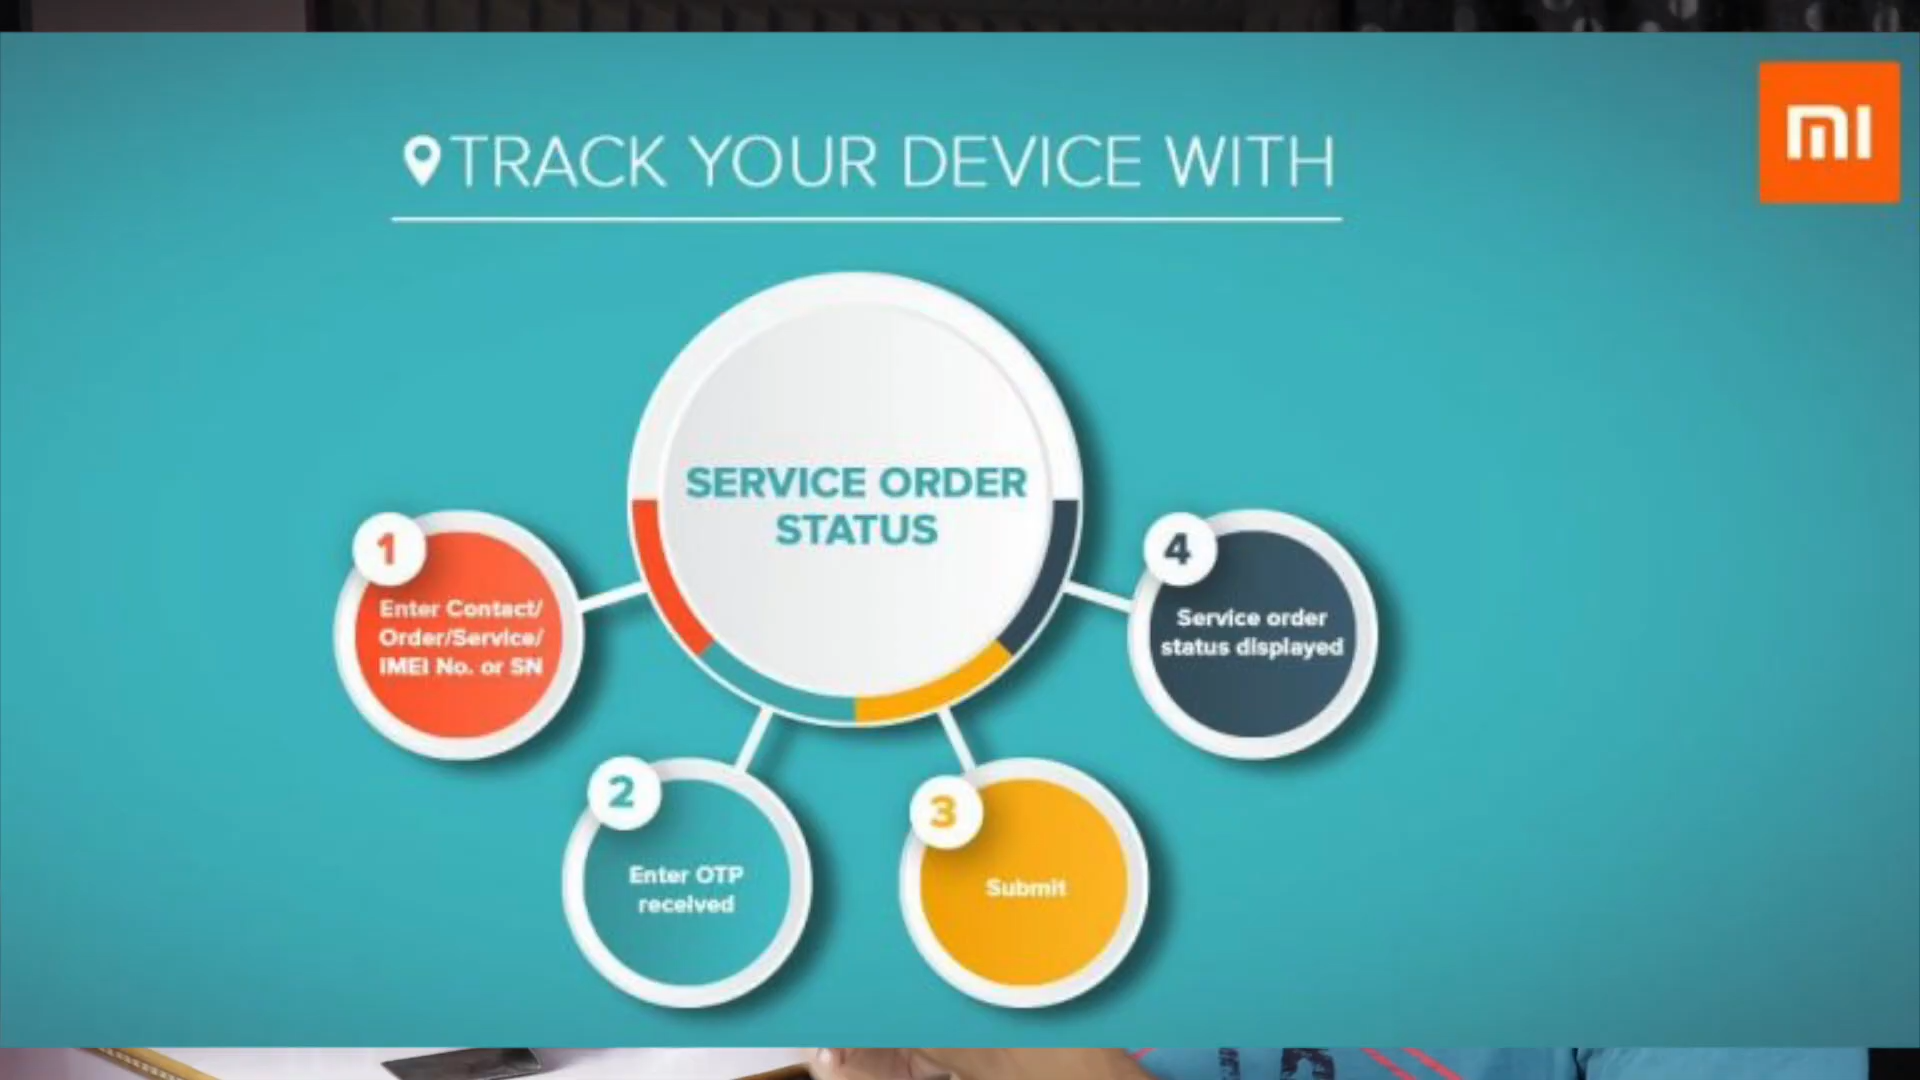 TRACK YOUR DEVICE WITH
mi
SERVICE ORDER
STATUS
1
Enter Contact/
Order/Service/
IMEI No. or SN
2
Enter OTP
received
3
Submit
4
Service order
status displayed